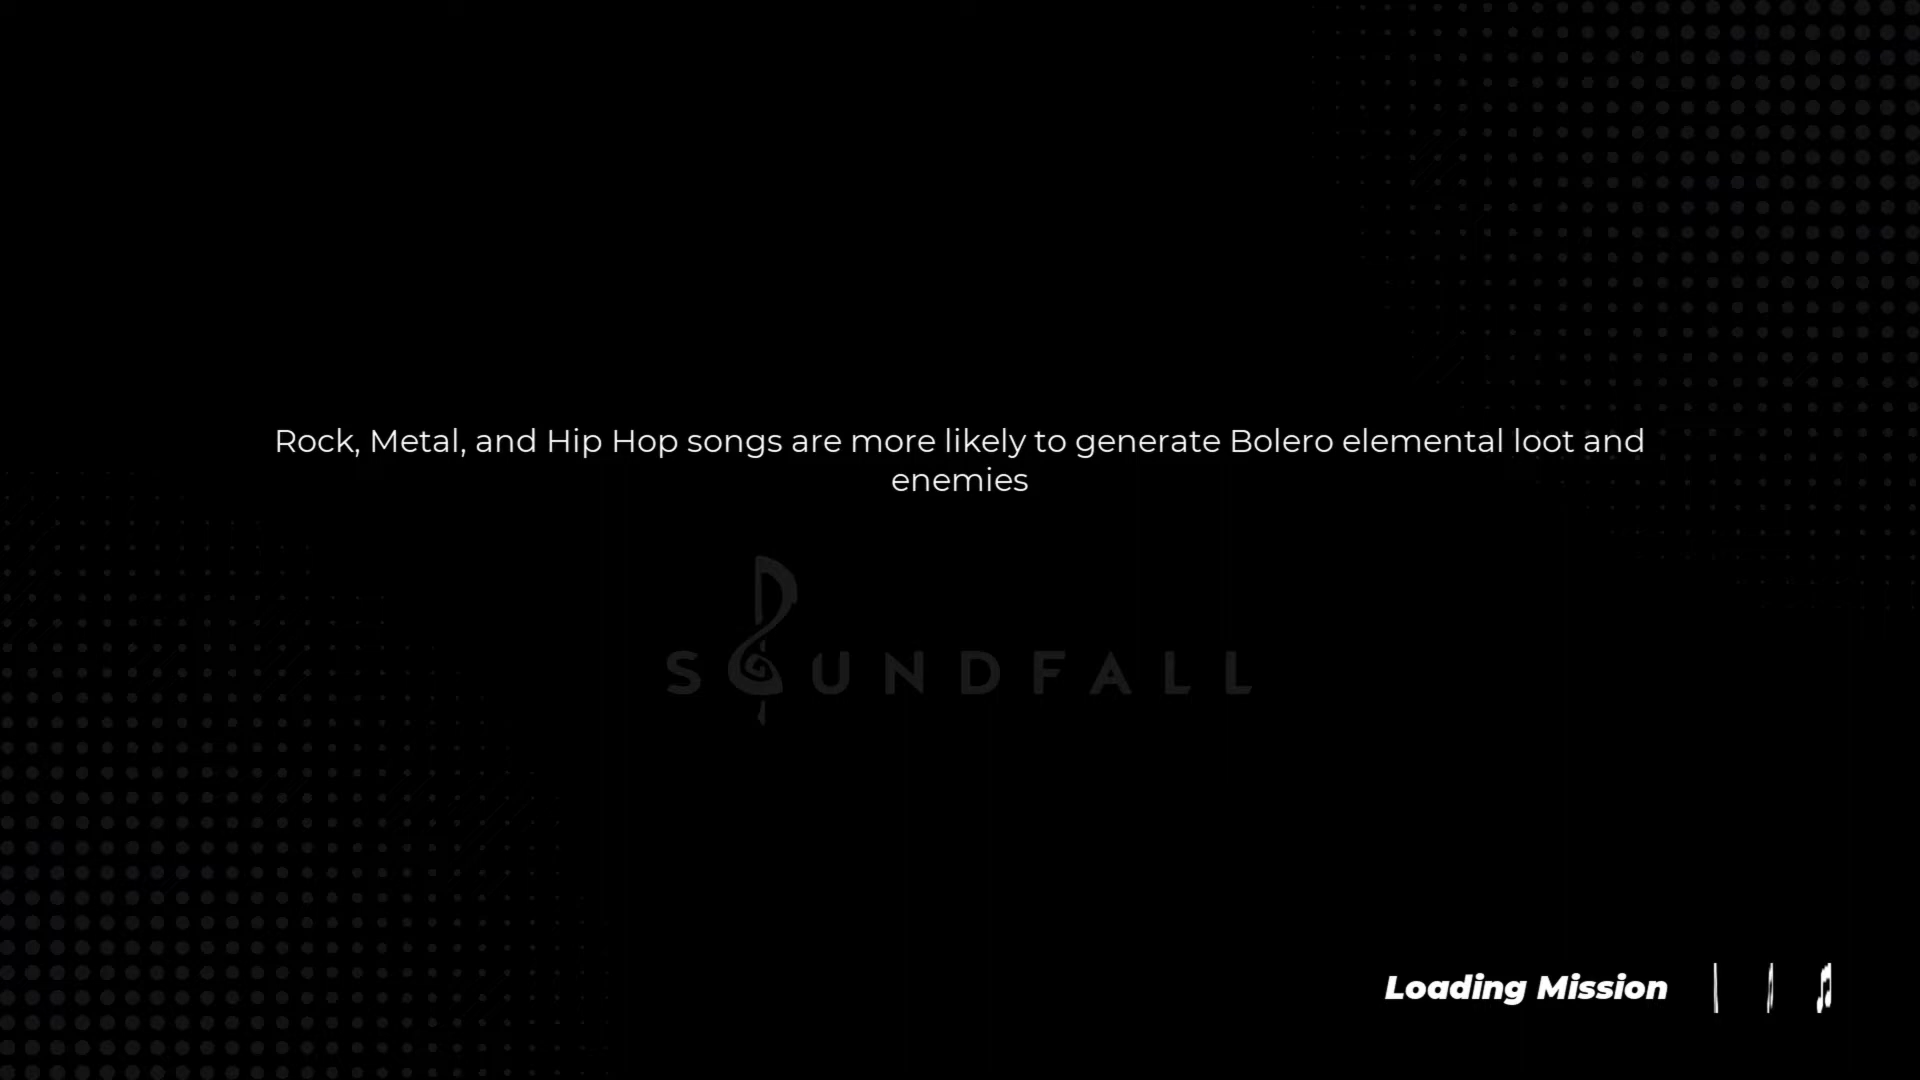 Rock, Metal, and Hip Hop songs are more likely to generate Bolero elemental loot and
enemies
SOUNDFALL
Loading Mission